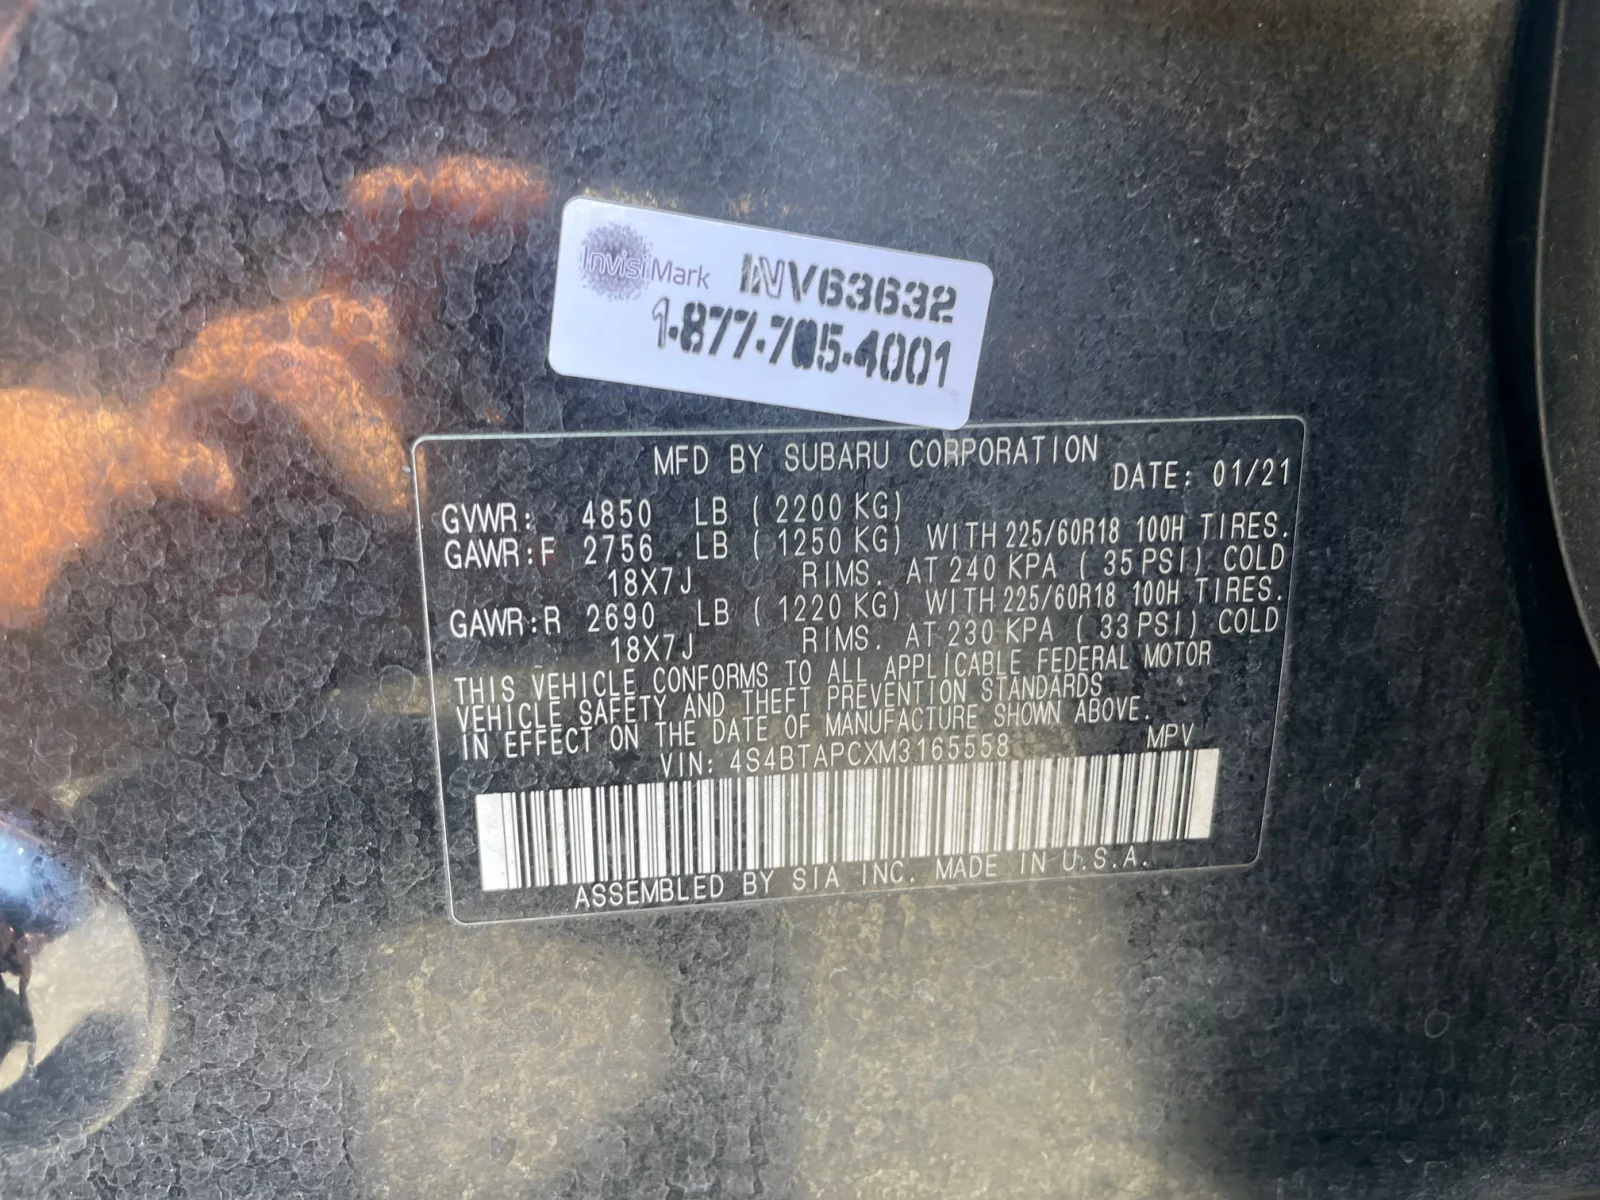 InvisiMark INV63632
1-877-705-4001
MFD BY SUBARU CORPORATION
DATE: 01/21
GVWR: 4850 LB (2200 KG)
GAWR:F 2756 LB (1250 KG) WITH 225/60R18 100H TIRES.
18X7J RIMS. AT 240 KPA (35 PSI) COLD
GAWR:R 2690 LB (1220 KG) WITH 225/60R18 100H TIRES.
18X7J RIMS. AT 230 KPA (33 PSI) COLD
THIS VEHICLE CONFORMS TO ALL APPLICABLE FEDERAL MOTOR
VEHICLE SAFETY AND THEFT PREVENTION STANDARDS
IN EFFECT ON THE DATE OF MANUFACTURE SHOWN ABOVE.
VIN: 4S4BTAPCXM3165558 MPV
ASSEMBLED BY SIA INC. MADE IN U.S.A.